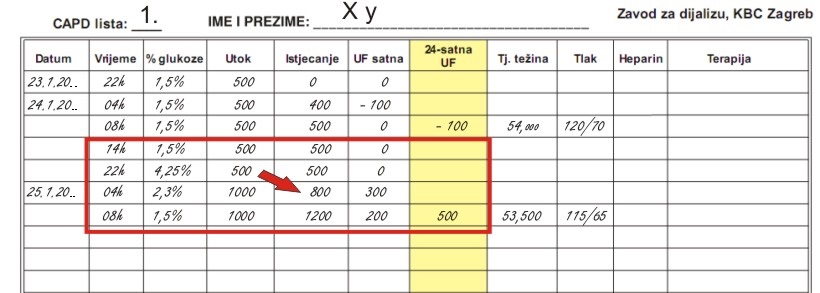 CAPD lista: 1. IME I PREZIME: X y Zavod za dijalizu, KBC Zagreb
Datum Vrijeme % glukoze Utok Istjecanje UF satna 24-satna UF Tj. težina Tlak Heparin Terapija
23.1.20.. 22h 1,5% 500 0 0
24.1.20.. 04h 1,5% 500 400 - 100
08h 1,5% 500 500 0 - 100 54,000 120/70
14h 1,5% 500 500 0
22h 4,25% 500 500 0
25.1.20.. 04h 2,3% 1000 800 300
08h 1,5% 1000 1200 200 500 53,500 115/65